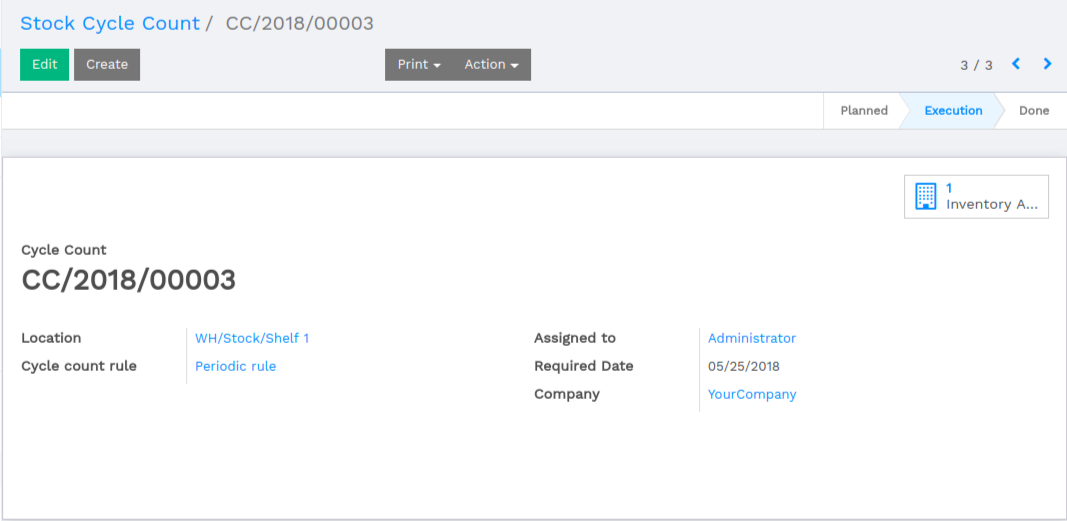 Stock Cycle Count / CC/2018/00003
Edit Create Print Action 3 / 3
Planned Execution Done
1
Inventory A...
Cycle Count
CC/2018/00003
Location WH/Stock/Shelf 1 Assigned to Administrator
Cycle count rule Periodic rule Required Date 05/25/2018
Company YourCompany